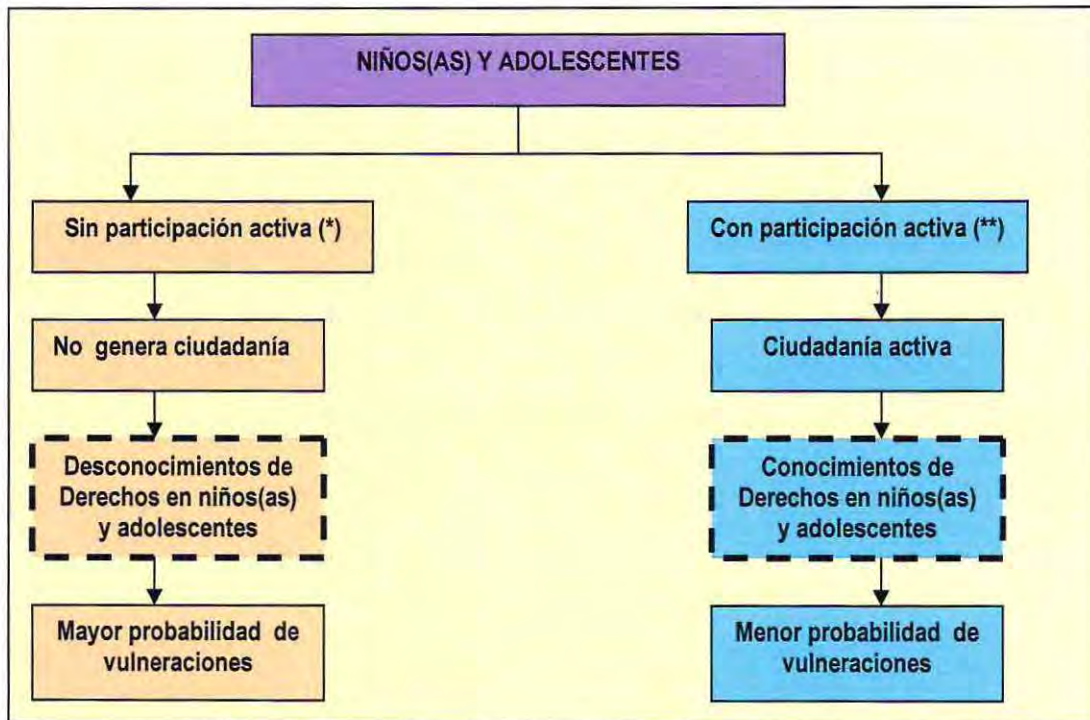 NIÑOS(AS) Y ADOLESCENTES
Sin participación activa (*)
No genera ciudadanía
Desconocimientos de
Derechos en niños(as)
y adolescentes
Mayor probabilidad de
vulneraciones
Con participación activa (**)
Ciudadanía activa
Conocimientos de
Derechos en niños(as)
y adolescentes
Menor probabilidad de
vulneraciones